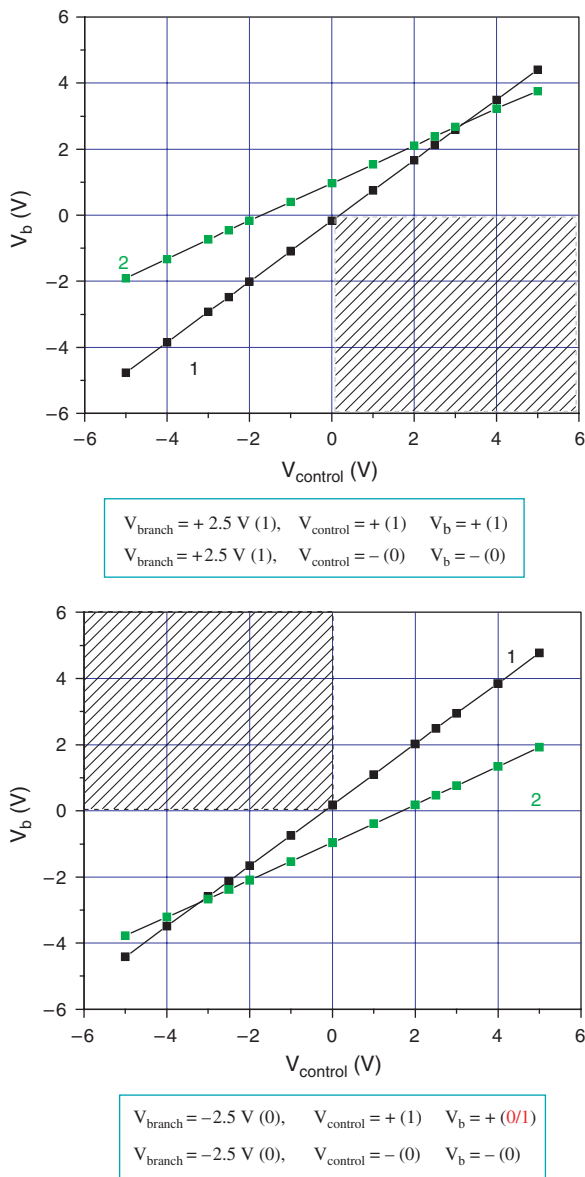 6
4
2
0
−2
−4
−6
V_b (V)
2
1
−6 −4 −2 0 2 4 6
V_control (V)
V_branch = + 2.5 V (1), V_control = + (1) V_b = + (1)
V_branch = +2.5 V (1), V_control = − (0) V_b = − (0)
6
4
2
0
−2
−4
−6
V_b (V)
1
2
−6 −4 −2 0 2 4 6
V_control (V)
V_branch = −2.5 V (0), V_control = + (1) V_b = + (0/1)
V_branch = −2.5 V (0), V_control = − (0) V_b = − (0)